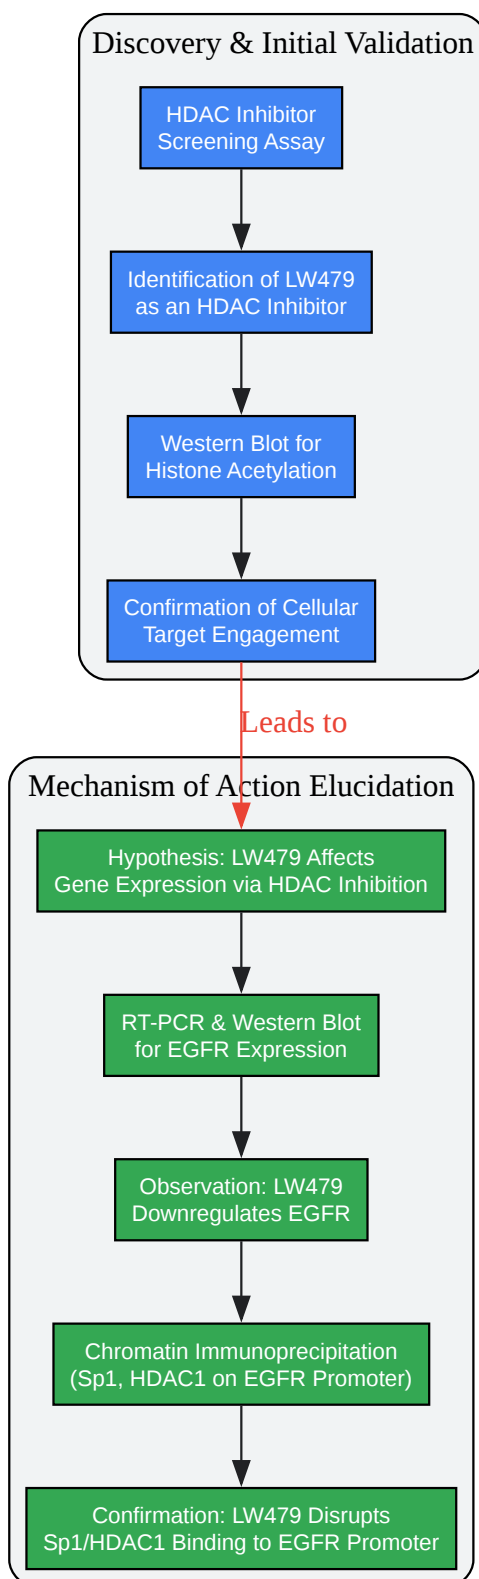 Discovery & Initial Validation
HDAC Inhibitor
Screening Assay
Identification of LW479
as an HDAC Inhibitor
Western Blot for
Histone Acetylation
Confirmation of Cellular
Target Engagement
Leads to
Mechanism of Action Elucidation
Hypothesis: LW479 Affects
Gene Expression via HDAC Inhibition
RT-PCR & Western Blot
for EGFR Expression
Observation: LW479
Downregulates EGFR
Chromatin Immunoprecipitation
(Sp1, HDAC1 on EGFR Promoter)
Confirmation: LW479 Disrupts
Sp1/HDAC1 Binding to EGFR Promoter